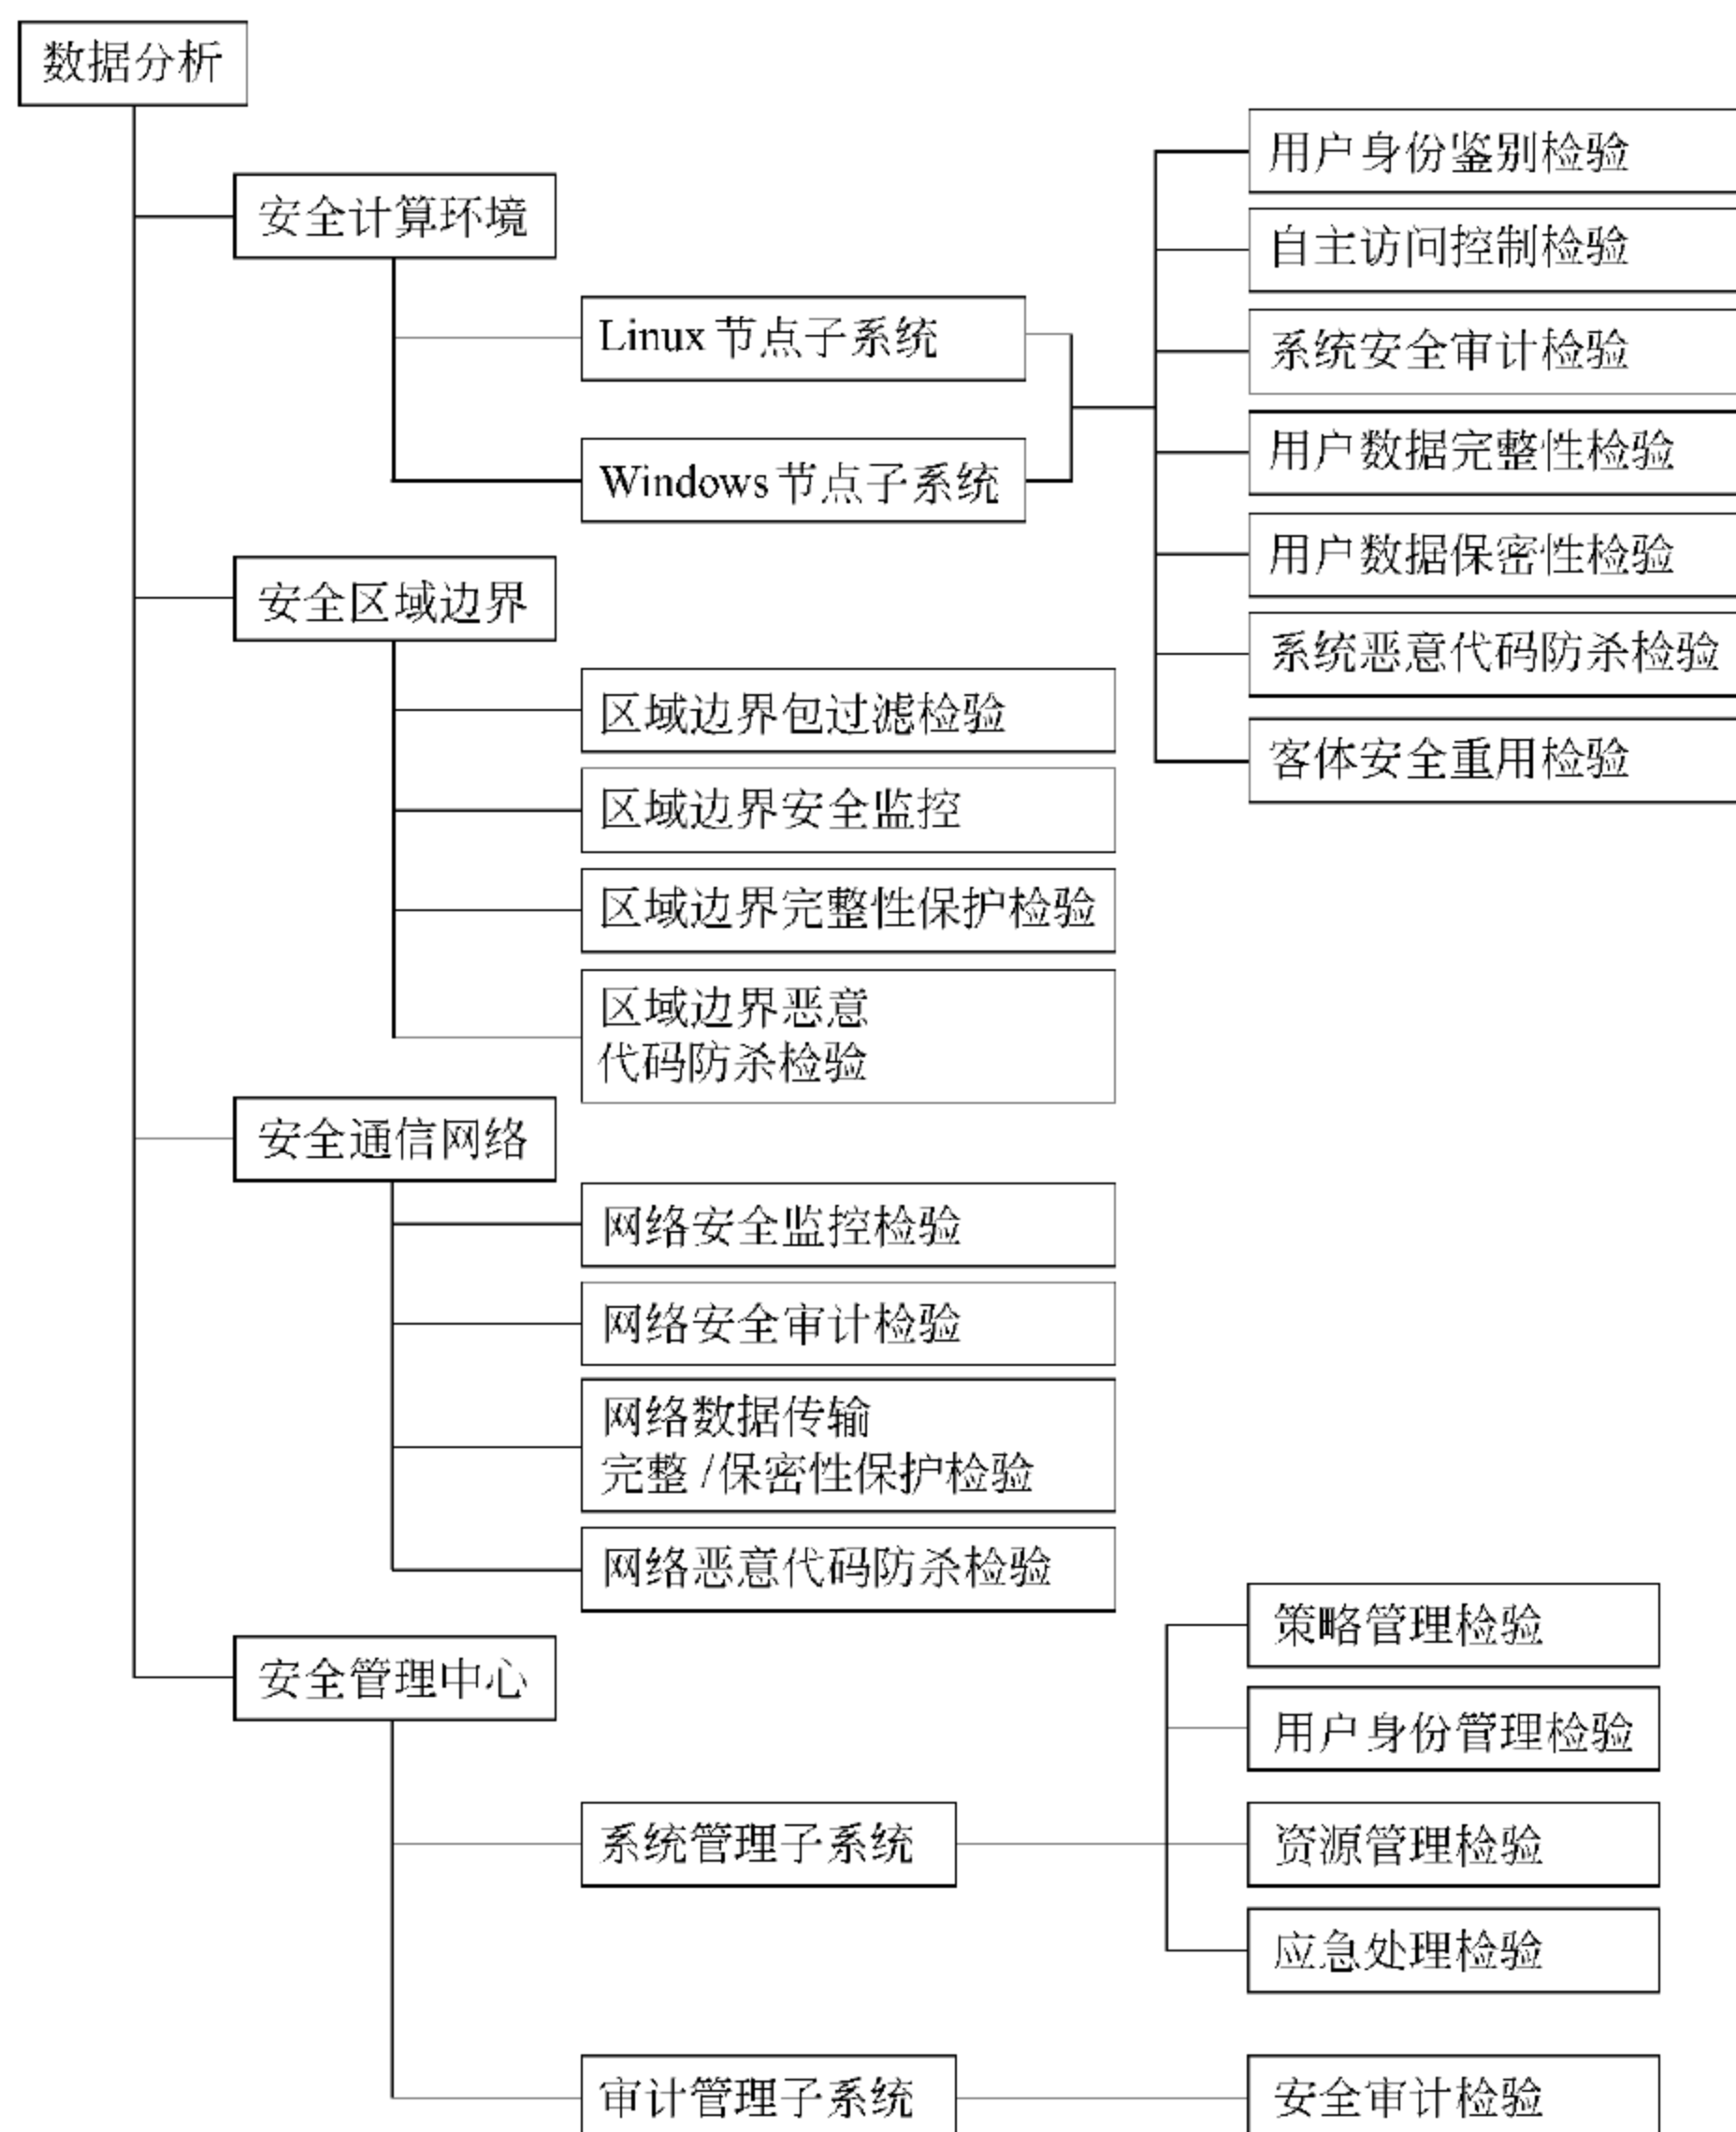 数据分析
安全计算环境
Linux 节点子系统
Windows 节点子系统
用户身份鉴别检验
自主访问控制检验
系统安全审计检验
用户数据完整性检验
用户数据保密性检验
系统恶意代码防杀检验
客体安全重用检验
安全区域边界
区域边界包过滤检验
区域边界安全监控
区域边界完整性保护检验
区域边界恶意
代码防杀检验
安全通信网络
网络安全监控检验
网络安全审计检验
网络数据传输
完整 /保密性保护检验
网络恶意代码防杀检验
安全管理中心
系统管理子系统
策略管理检验
用户身份管理检验
资源管理检验
应急处理检验
审计管理子系统
安全审计检验